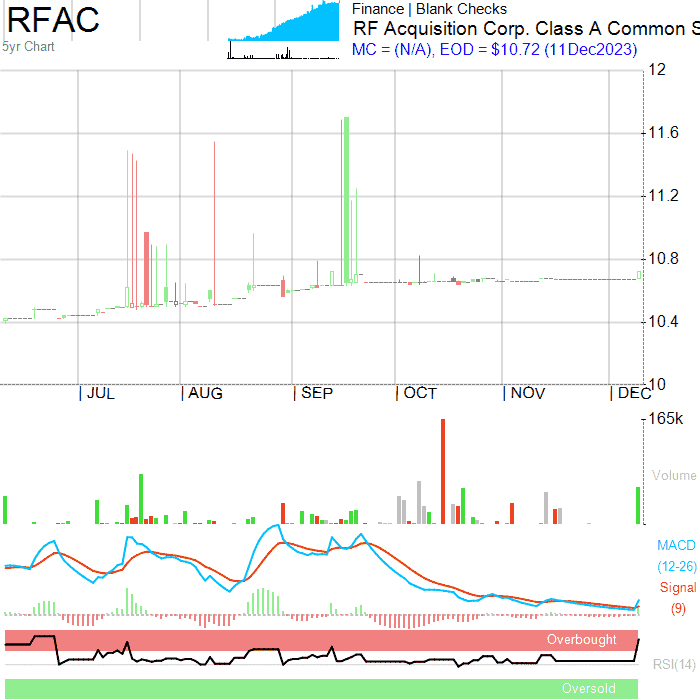 RFAC
5yr Chart
Finance | Blank Checks
RF Acquisition Corp. Class A Common S
MC = (N/A), EOD = $10.72 (11Dec2023)
12
11.6
11.2
10.8
10.4
10
| JUL | AUG | SEP | OCT | NOV | DEC
165k
Volume
MACD
(12-26)
Signal
(9)
Overbought
RSI(14)
Oversold